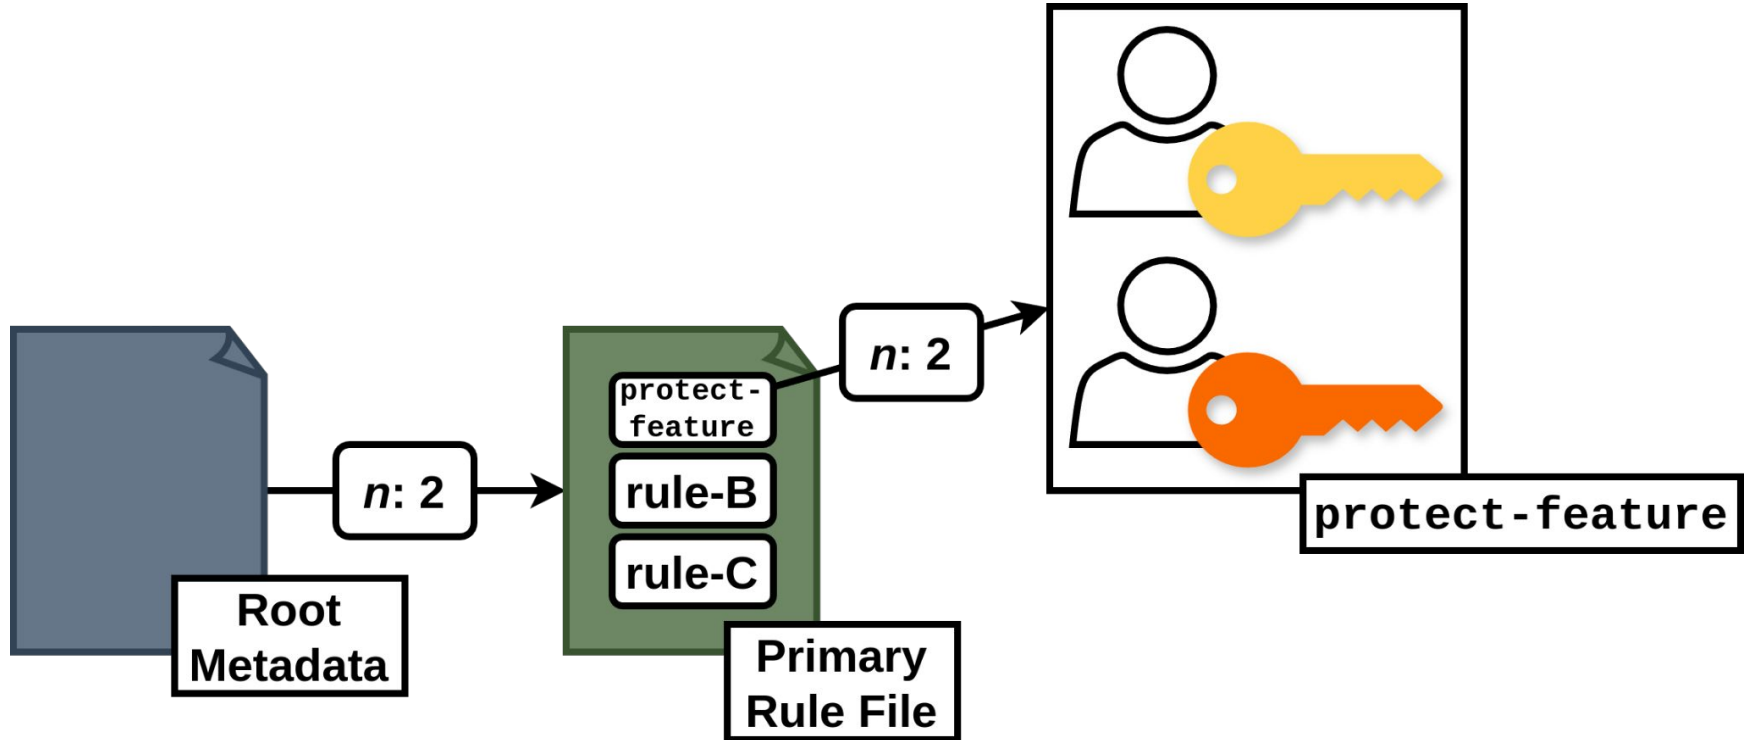 n: 2
Root
Metadata
protect-
feature
rule-B
rule-C
Primary
Rule File
n: 2
protect-feature